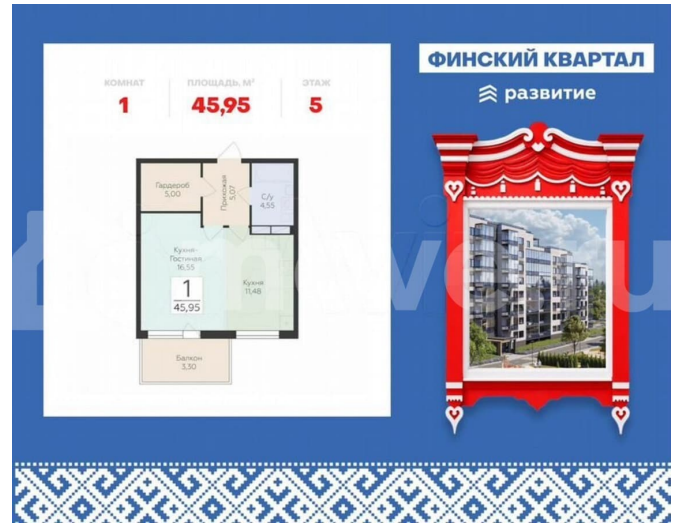 КОМНАТ
1
ПЛОЩАДЬ, М²
45,95
ЭТАЖ
5
ФИНСКИЙ КВАРТАЛ
развитие
Гардероб
5,00
Прихожая
5,07
С/у
4,55
Кухня-
Гостиная
16,55
Кухня
11,48
1
45,95
Балкон
3,30